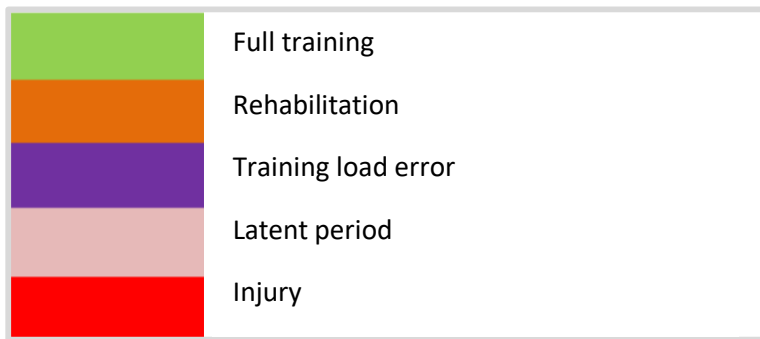 Full training
Rehabilitation
Training load error
Latent period
Injury